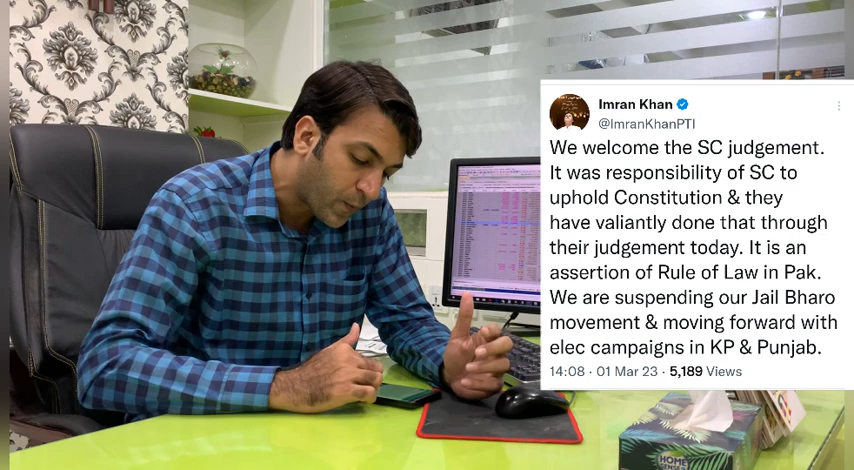 Imran Khan
@ImranKhanPTI
We welcome the SC judgement.
It was responsibility of SC to
uphold Constitution & they
have valiantly done that through
their judgement today. It is an
assertion of Rule of Law in Pak.
We are suspending our Jail Bharo
movement & moving forward with
elec campaigns in KP & Punjab.
14:08 · 01 Mar 23 · 5,189 Views
HOME